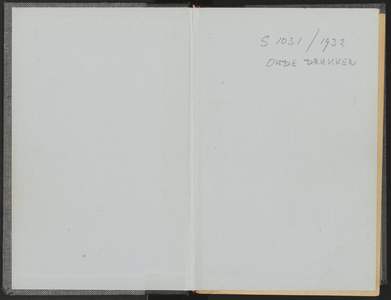 S 1031 / 1932
OUDE DRUKKEN